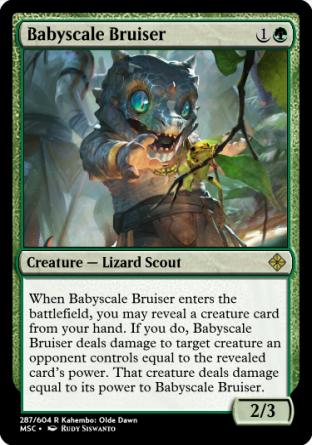 Babyscale Bruiser 1
Creature — Lizard Scout
When Babyscale Bruiser enters the
battlefield, you may reveal a creature card
from your hand. If you do, Babyscale
Bruiser deals damage to target creature an
opponent controls equal to the revealed
card's power. That creature deals damage
equal to its power to Babyscale Bruiser.
2/3
287/604 R Kahembo: Olde Dawn
MSC • Rudy Siswanto